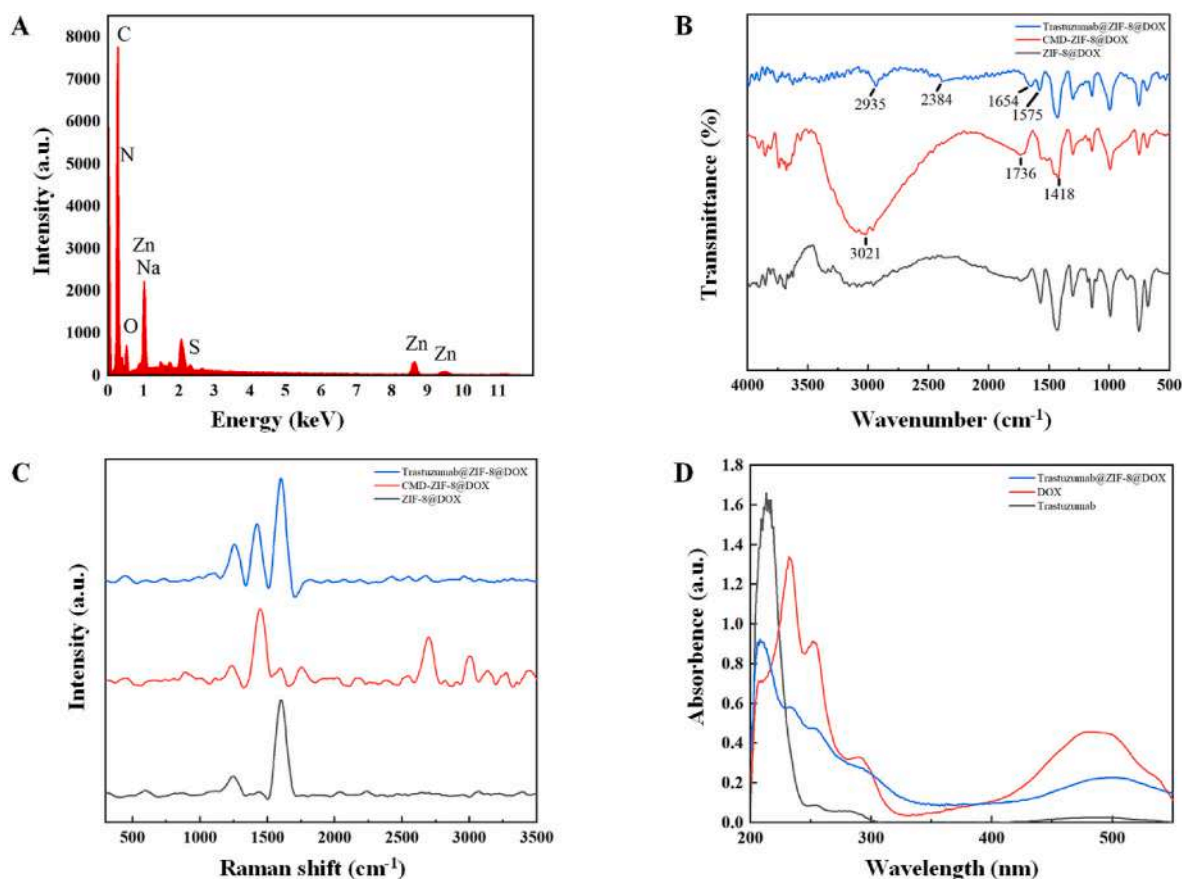 A
Intensity (a.u.)
8000
7000
6000
5000
4000
3000
2000
1000
0
C
N
Zn
Na
O
S
Zn
Zn
0 1 2 3 4 5 6 7 8 9 10 11
Energy (keV)
B
Transmittance (%)
Trastuzumab@ZIF-8@DOX
CMD-ZIF-8@DOX
ZIF-8@DOX
2935
2384
1654
1575
1736
1418
3021
4000 3500 3000 2500 2000 1500 1000 500
Wavenumber (cm-1)
C
Intensity (a.u.)
Trastuzumab@ZIF-8@DOX
CMD-ZIF-8@DOX
ZIF-8@DOX
500 1000 1500 2000 2500 3000 3500
Raman shift (cm-1)
D
Absorbence (a.u.)
1.8
1.6
1.4
1.2
1.0
0.8
0.6
0.4
0.2
0.0
Trastuzumab@ZIF-8@DOX
DOX
Trastuzumab
200 300 400 500
Wavelength (nm)